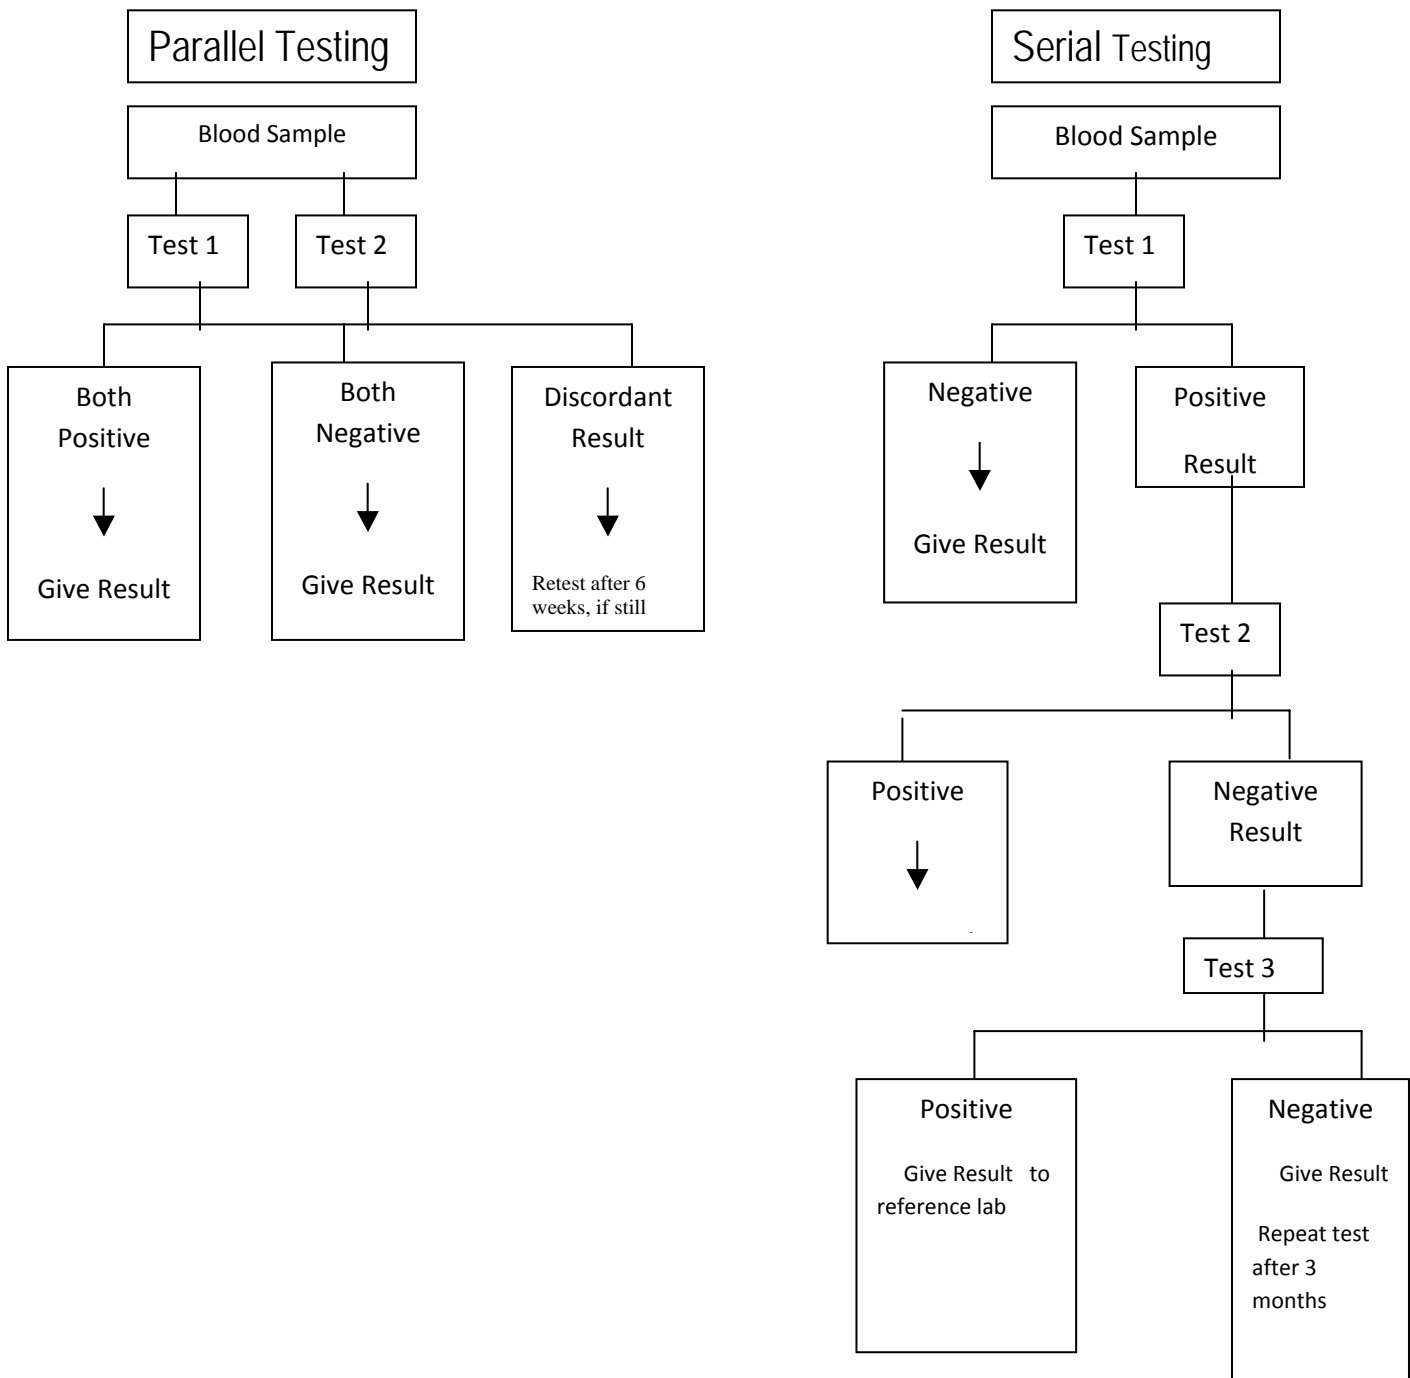 Parallel Testing
Blood Sample
Test 1
Test 2
Both
Positive
Give Result
Both
Negative
Give Result
Discordant
Result
Retest after 6
weeks, if still
Serial Testing
Blood Sample
Test 1
Negative
Give Result
Positive
Result
Test 2
Positive
Negative
Result
Test 3
Positive
Give Result to
reference lab
Negative
Give Result
Repeat test
after 3
months